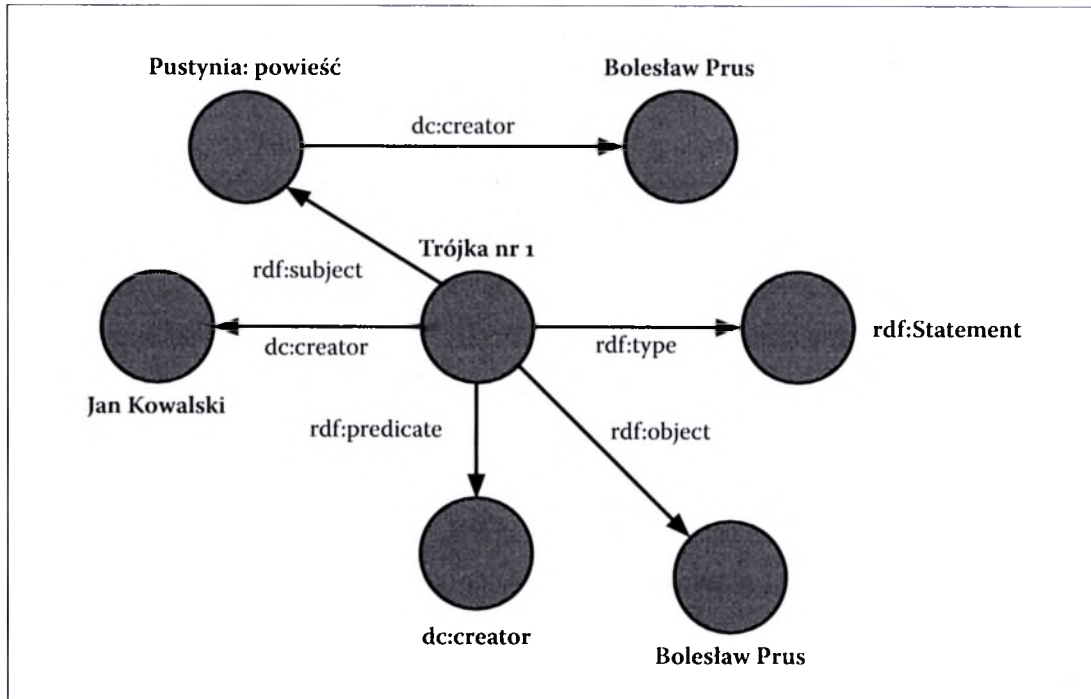 Pustynia: powieść
Bolesław Prus
dc:creator
Trójka nr 1
rdf:subject
dc:creator
rdf:type
rdf:Statement
Jan Kowalski
rdf:predicate
rdf:object
dc:creator
Bolesław Prus